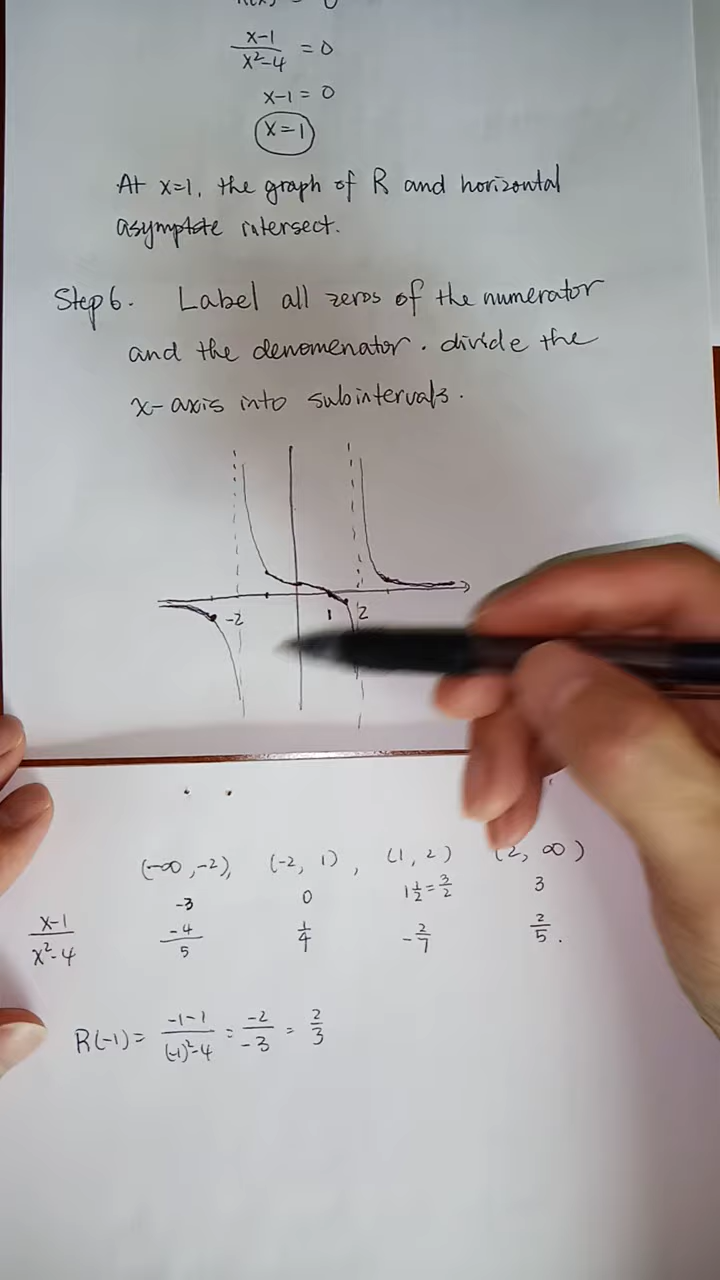 x-1 / x²-4 = 0
x-1 = 0
x=1
At x=1, the graph of R and horizontal
asymptote intersect.
Step 6. Label all zeros of the numerator
and the denomenator. divide the
x-axis into subintervals.
-2 1 2
(-∞, -2), (-2, 1), (1, 2) (2, ∞)
-3 0 1 1/2 = 3/2 3
x-1 / x²-4 -4/5 1/4 -2/7 2/5.
R(-1) = -1-1 / (-1)²-4 = -2/-3 = 2/3